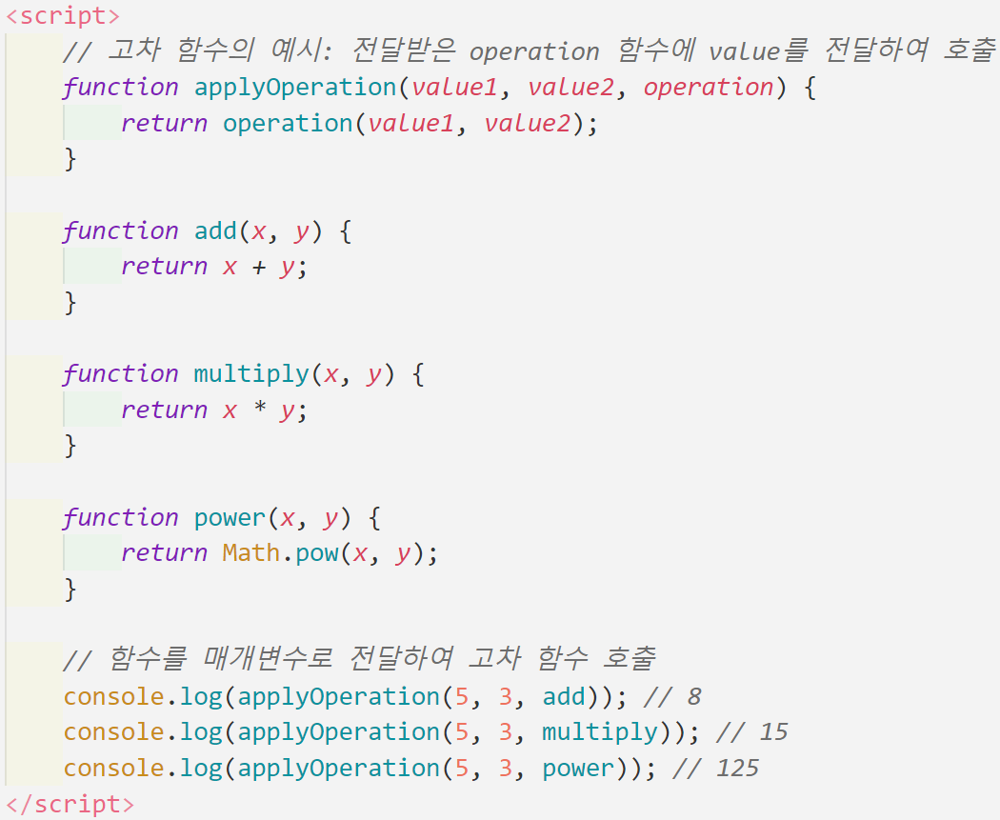 <script>
    // 고차 함수의 예시: 전달받은 operation 함수에 value를 전달하여 호출
    function applyOperation(value1, value2, operation) {
        return operation(value1, value2);
    }

    function add(x, y) {
        return x + y;
    }

    function multiply(x, y) {
        return x * y;
    }

    function power(x, y) {
        return Math.pow(x, y);
    }

    // 함수를 매개변수로 전달하여 고차 함수 호출
    console.log(applyOperation(5, 3, add)); // 8
    console.log(applyOperation(5, 3, multiply)); // 15
    console.log(applyOperation(5, 3, power)); // 125
</script>